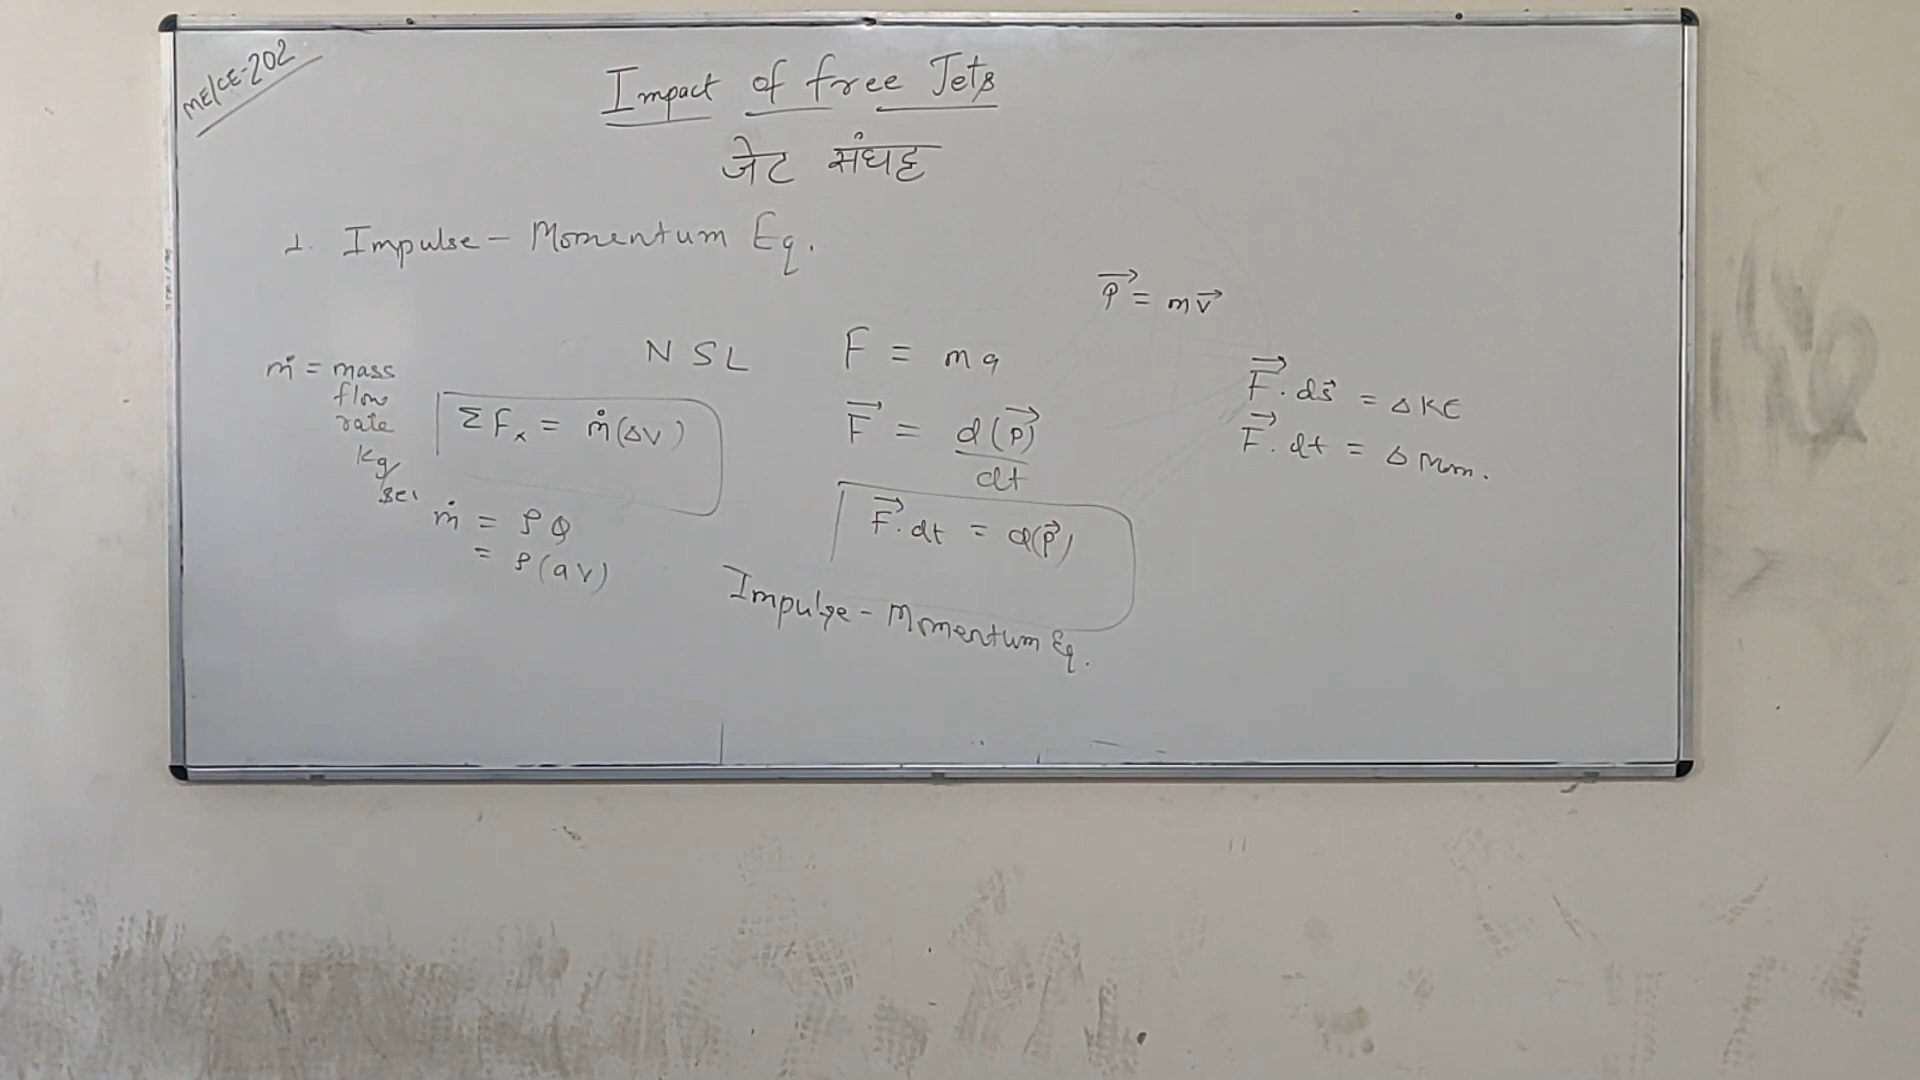 ME/CE-202
Impact of free Jets
जेट संघट्ट
1. Impulse - Momentum Eq.
P⃗ = mv⃗
NSL F = ma
ṁ = mass
flow
rate
kg/
sec
ΣFx = ṁ(ΔV)
F⃗ = d(P⃗)
dt
F⃗.ds⃗ = ΔKE
F⃗.dt = Δ Mom.
ṁ = ρQ
= ρ(av)
F⃗.dt = d(P⃗)
Impulse - Momentum Eq.